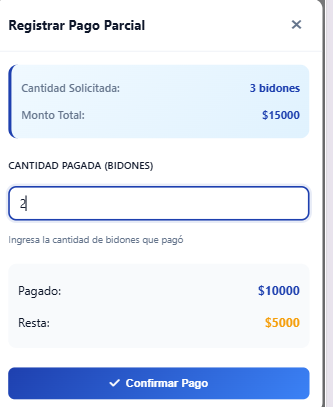 Registrar Pago Parcial
Cantidad Solicitada: 3 bidones
Monto Total: $15000
CANTIDAD PAGADA (BIDONES)
2
Ingresa la cantidad de bidones que pagó
Pagado: $10000
Resta: $5000
Confirmar Pago